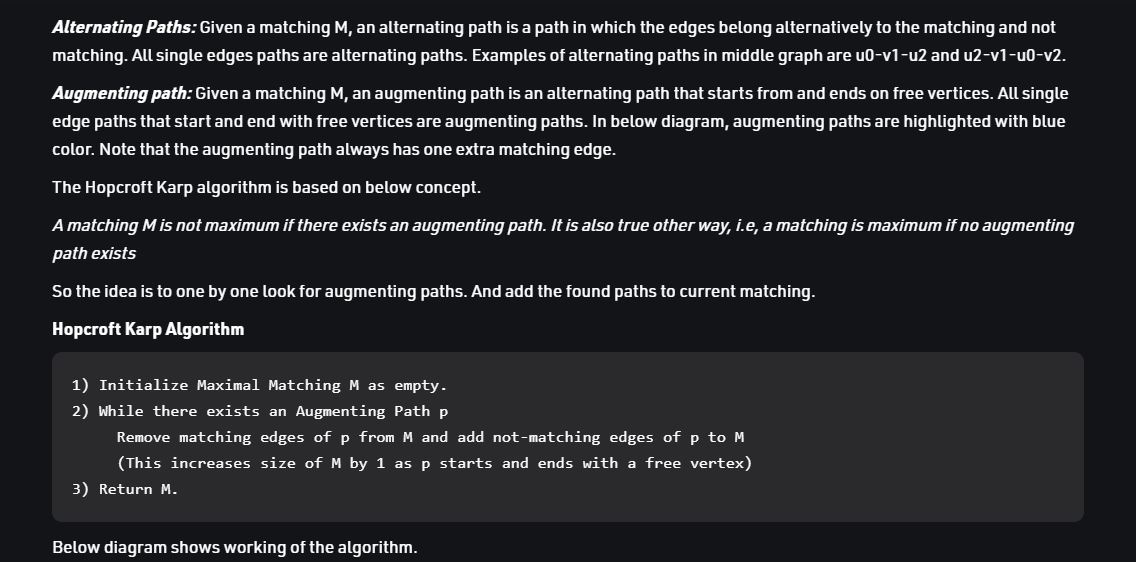 Alternating Paths: Given a matching M, an alternating path is a path in which the edges belong alternatively to the matching and not
matching. All single edges paths are alternating paths. Examples of alternating paths in middle graph are u0-v1-u2 and u2-v1-u0-v2.
Augmenting path: Given a matching M, an augmenting path is an alternating path that starts from and ends on free vertices. All single
edge paths that start and end with free vertices are augmenting paths. In below diagram, augmenting paths are highlighted with blue
color. Note that the augmenting path always has one extra matching edge.
The Hopcroft Karp algorithm is based on below concept.
A matching M is not maximum if there exists an augmenting path. It is also true other way, i.e, a matching is maximum if no augmenting
path exists
So the idea is to one by one look for augmenting paths. And add the found paths to current matching.
Hopcroft Karp Algorithm
1) Initialize Maximal Matching M as empty.
2) While there exists an Augmenting Path p
Remove matching edges of p from M and add not-matching edges of p to M
(This increases size of M by 1 as p starts and ends with a free vertex)
3) Return M.
Below diagram shows working of the algorithm.